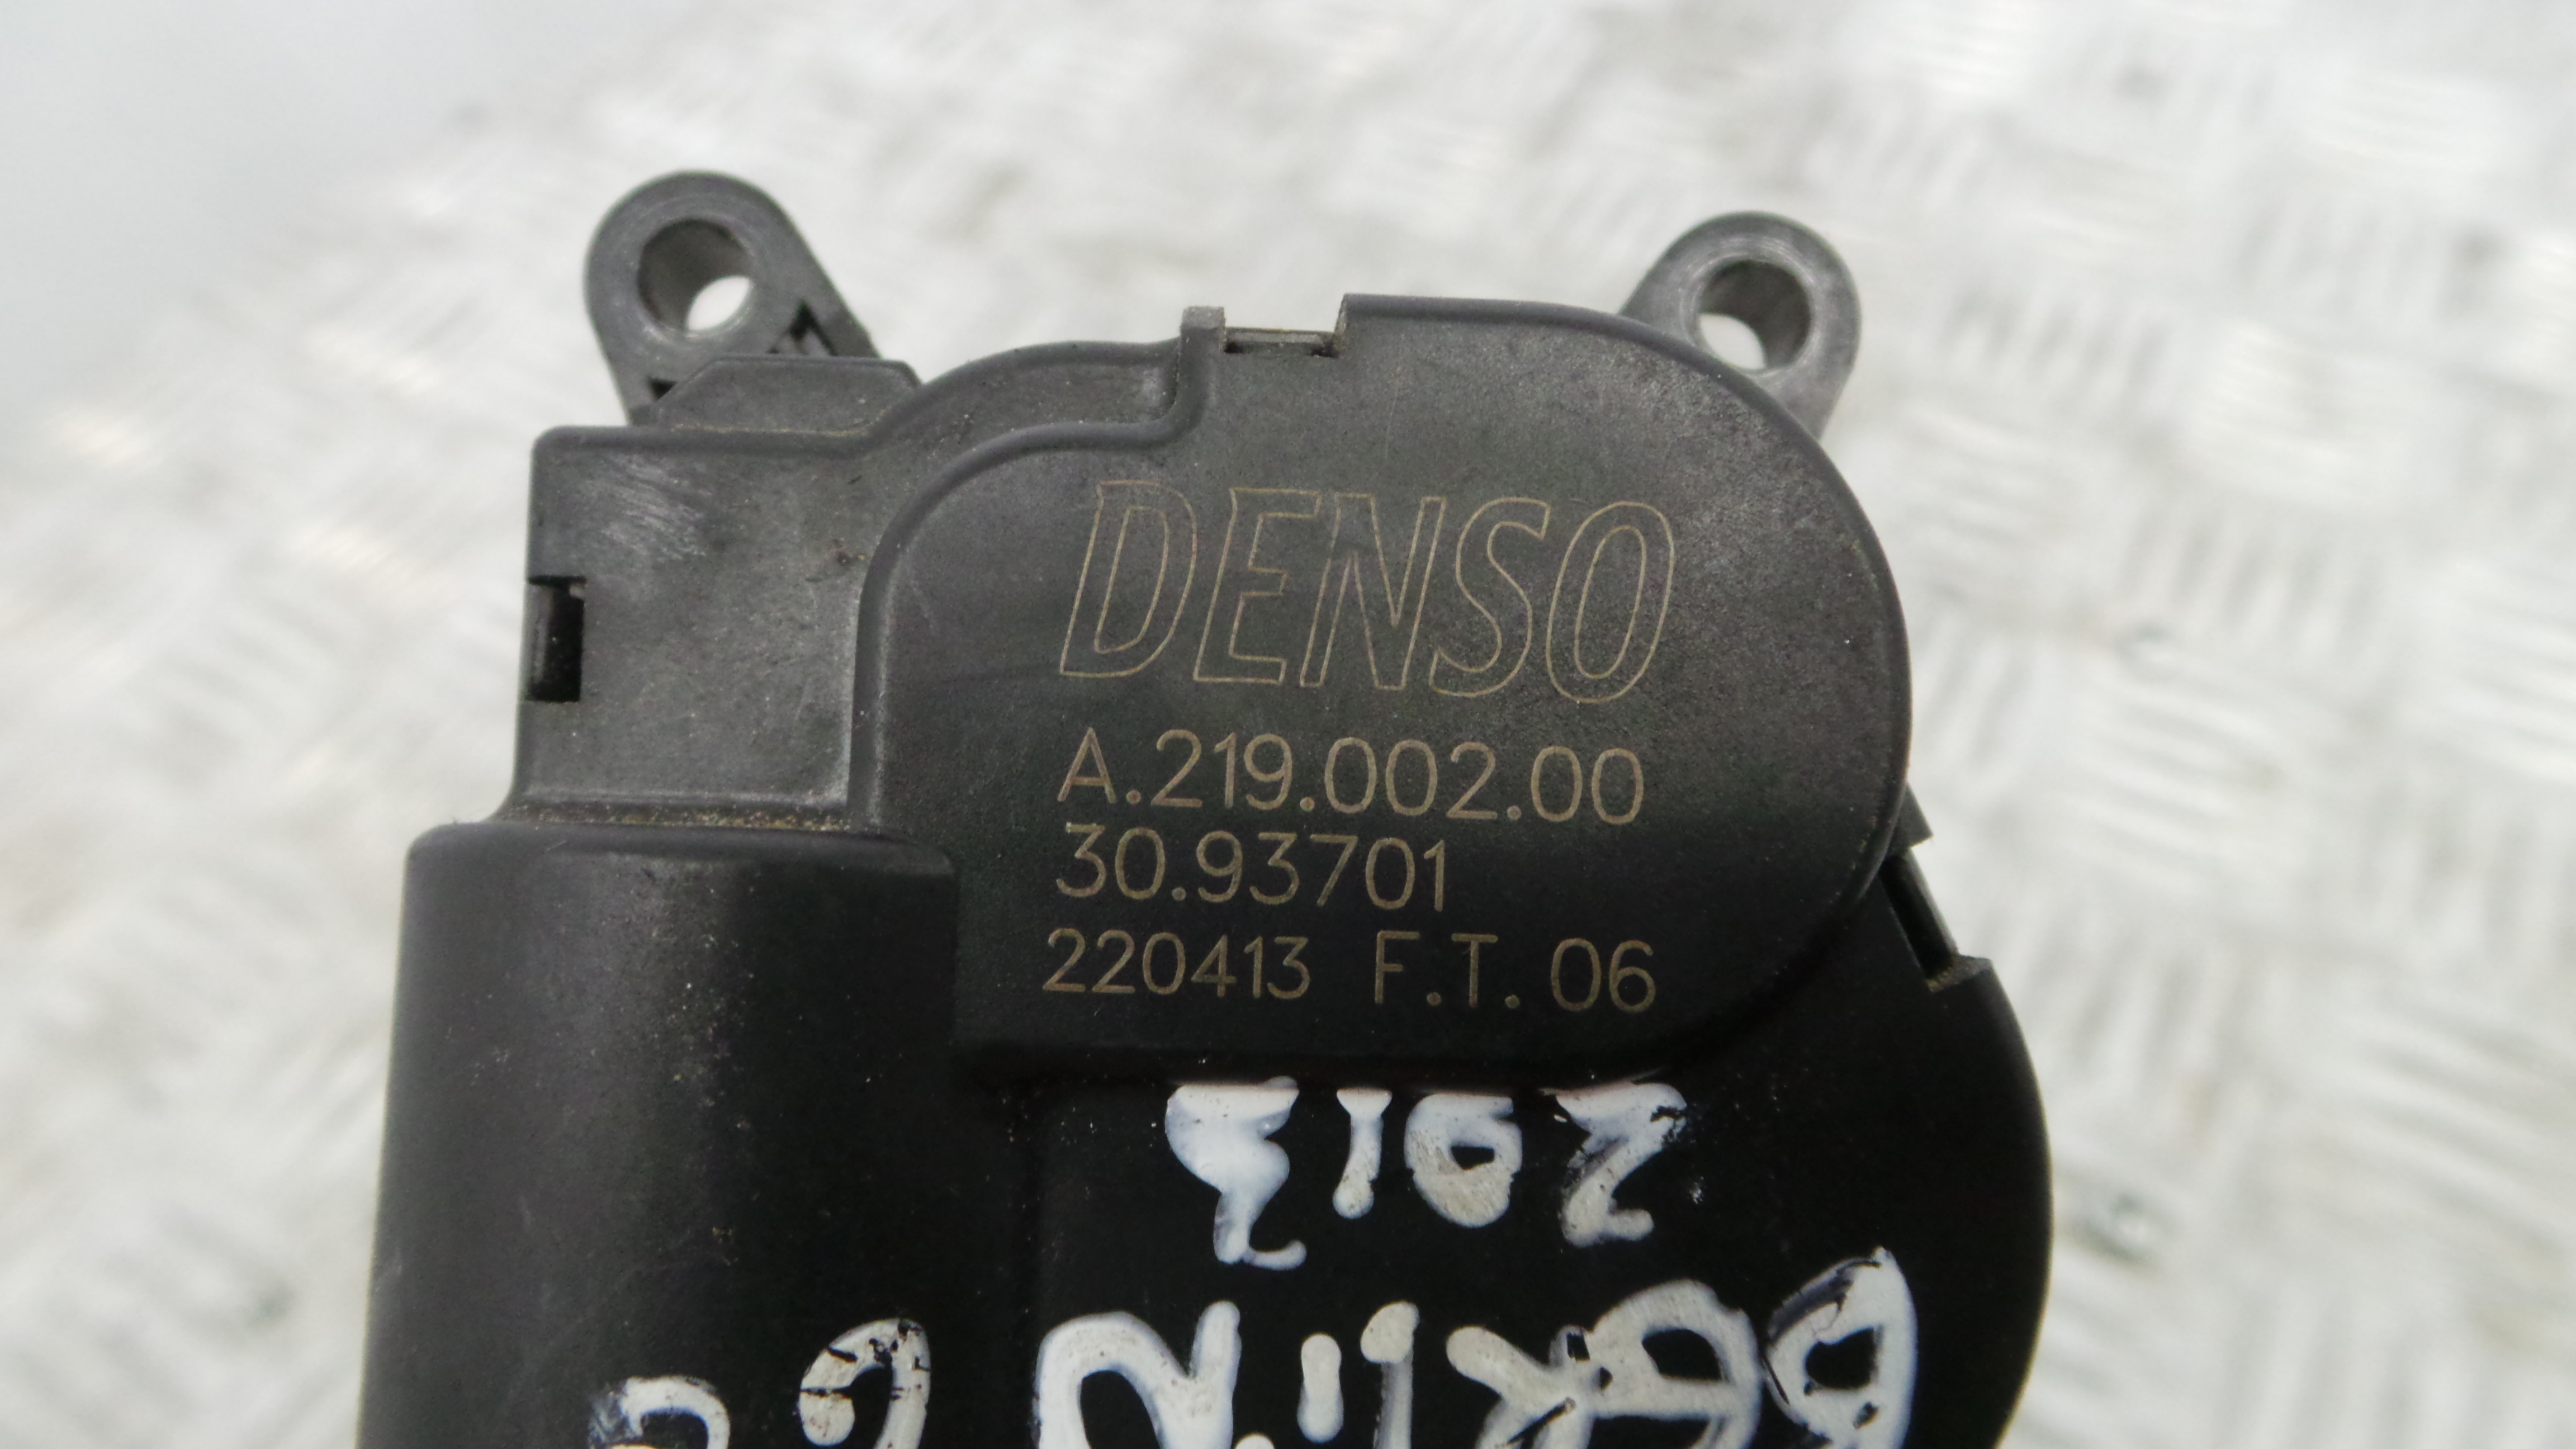 DENSO
A.219.002.00
30.93701
220413 F.T. 06
2013